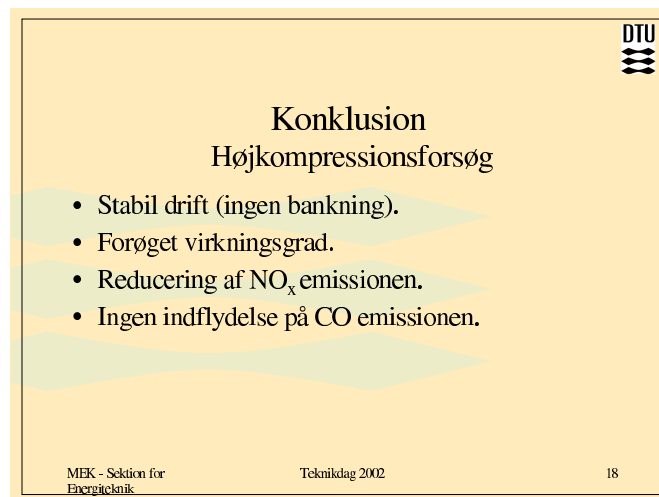 DTU
Konklusion
Højkompressionsforsøg
• Stabil drift (ingen bankning).
• Forøget virkningsgrad.
• Reducering af NOx emissionen.
• Ingen indflydelse på CO emissionen.
MEK - Sektion for
Energiteknik
Teknikdag 2002
18